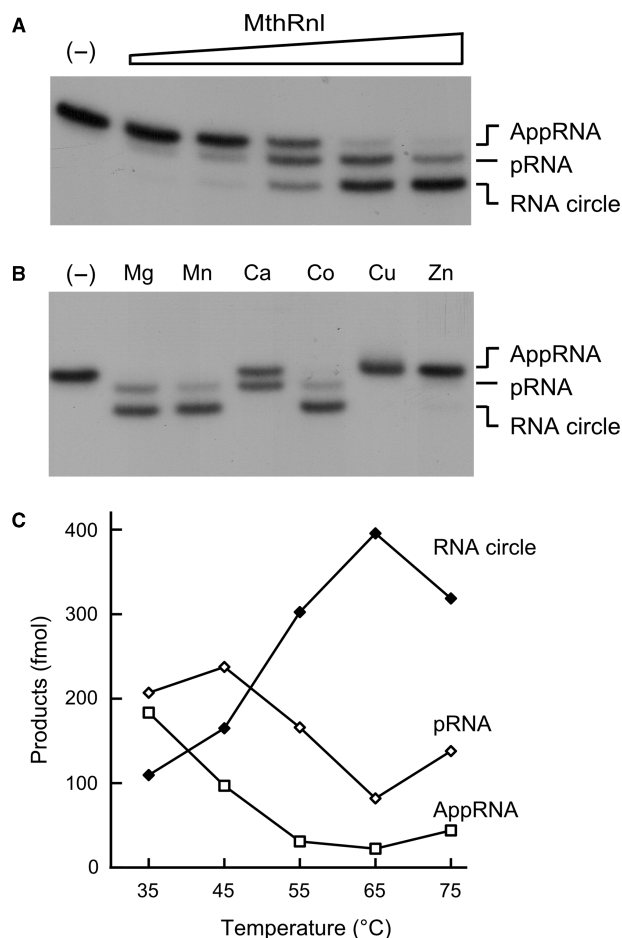 A
MthRnI
(–)
AppRNA
pRNA
RNA circle
B
(–) Mg Mn Ca Co Cu Zn
AppRNA
pRNA
RNA circle
C
400
300
200
100
0
Products (fmol)
RNA circle
pRNA
AppRNA
35 45 55 65 75
Temperature (°C)